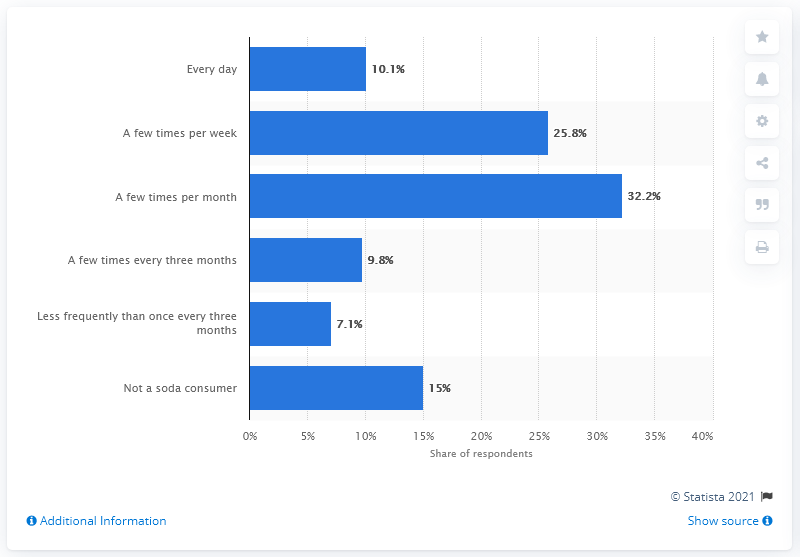 Every day
10.1%
A few times per week
25.8%
A few times per month
32.2%
A few times every three months
9.8%
Less frequently than once every three
months
7.1%
Not a soda consumer
15%
0% 5% 10% 15% 20% 25% 30% 35% 40%
Share of respondents
© Statista 2021
Additional Information
Show source